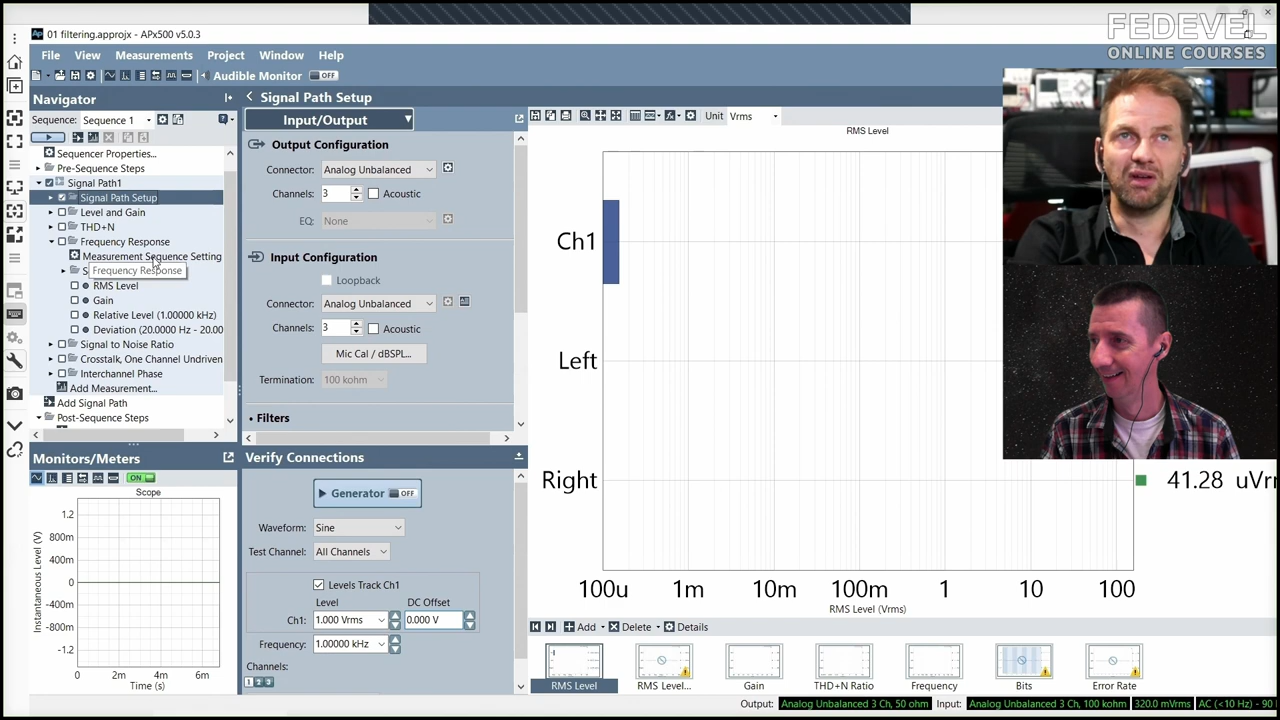 FEDEVEL
ONLINE COURSES
Ap 01 filtering.approjx - APx500 v5.0.3
File View Measurements Project Window Help
Audible Monitor OFF
Navigator
Sequence: Sequence 1
Sequencer Properties...
Pre-Sequence Steps
Signal Path1
Signal Path Setup
Level and Gain
THD+N
Frequency Response
Measurement Sequence Setting
S
Frequency Response
RMS Level
Gain
Relative Level (1.00000 kHz)
Deviation (20.0000 Hz - 20.00
Signal to Noise Ratio
Crosstalk, One Channel Undriven
Interchannel Phase
Add Measurement...
Add Signal Path
Post-Sequence Steps
Monitors/Meters
ON
Scope
Instantaneous Level (V)
1.2
800m
400m
0
-400m
-800m
-1.2
0 2m 4m 6m
Time (s)
Signal Path Setup
Input/Output
Output Configuration
Connector: Analog Unbalanced
Channels: 3 Acoustic
EQ: None
Input Configuration
Loopback
Connector: Analog Unbalanced
Channels: 3 Acoustic
Mic Cal / dBSPL...
Termination: 100 kohm
Filters
Verify Connections
Generator OFF
Waveform: Sine
Test Channel: All Channels
Levels Track Ch1
Level DC Offset
Ch1: 1.000 Vrms 0.000 V
Frequency: 1.00000 kHz
Channels:
1 2 3
Unit Vrms
RMS Level
Ch1
Left
Right
41.28 uVrr
100u 1m 10m 100m 1 10 100
RMS Level (Vrms)
Add Delete Details
RMS Level RMS Level... Gain THD+N Ratio Frequency Bits Error Rate
Output: Analog Unbalanced 3 Ch, 50 ohm Input: Analog Unbalanced 3 Ch, 100 kohm 320.0 mVrms AC (<10 Hz) - 90